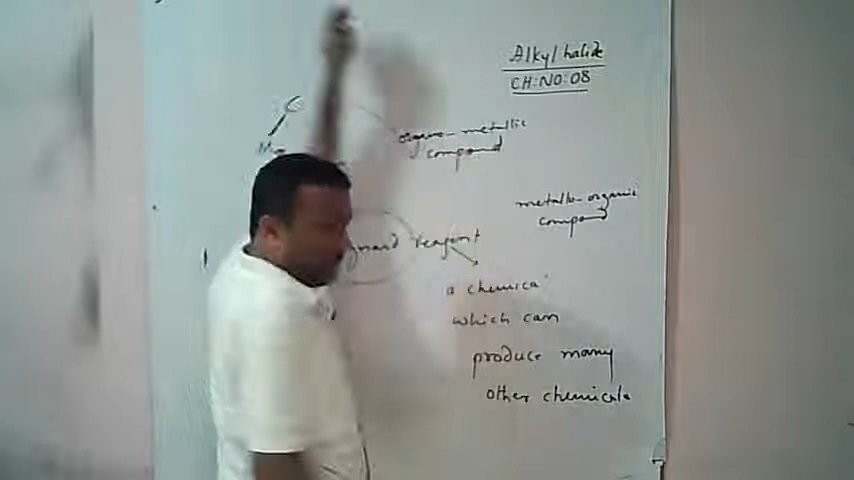 Alkyl halide
CH:NO:08
organo-metallic
compound
metallo-organic
compound
reagent
a chemical
which can
produce many
other chemicals